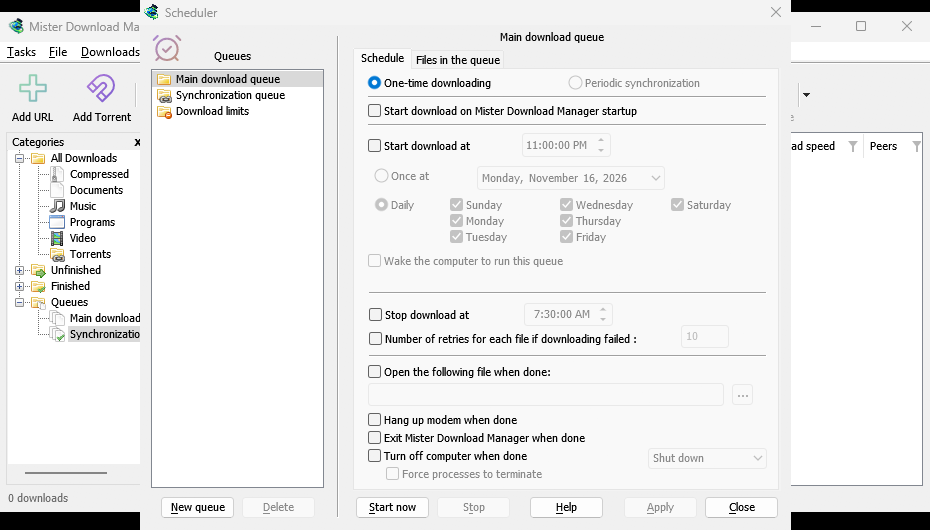 Mister Download Ma
Tasks File Downloads
Add URL Add Torrent
Categories x
All Downloads
Compressed
Documents
Music
Programs
Video
Torrents
Unfinished
Finished
Queues
Main download
Synchronizatio
0 downloads
Scheduler
Queues
Main download queue
Synchronization queue
Download limits
New queue Delete
Main download queue
Schedule Files in the queue
One-time downloading Periodic synchronization
Start download on Mister Download Manager startup
Start download at 11:00:00 PM
Once at Monday, November 16, 2026
Daily Sunday Wednesday Saturday
Monday Thursday
Tuesday Friday
Wake the computer to run this queue
Stop download at 7:30:00 AM
Number of retries for each file if downloading failed : 10
Open the following file when done:
...
Hang up modem when done
Exit Mister Download Manager when done
Turn off computer when done Shut down
Force processes to terminate
Start now Stop Help Apply Close
ad speed Peers